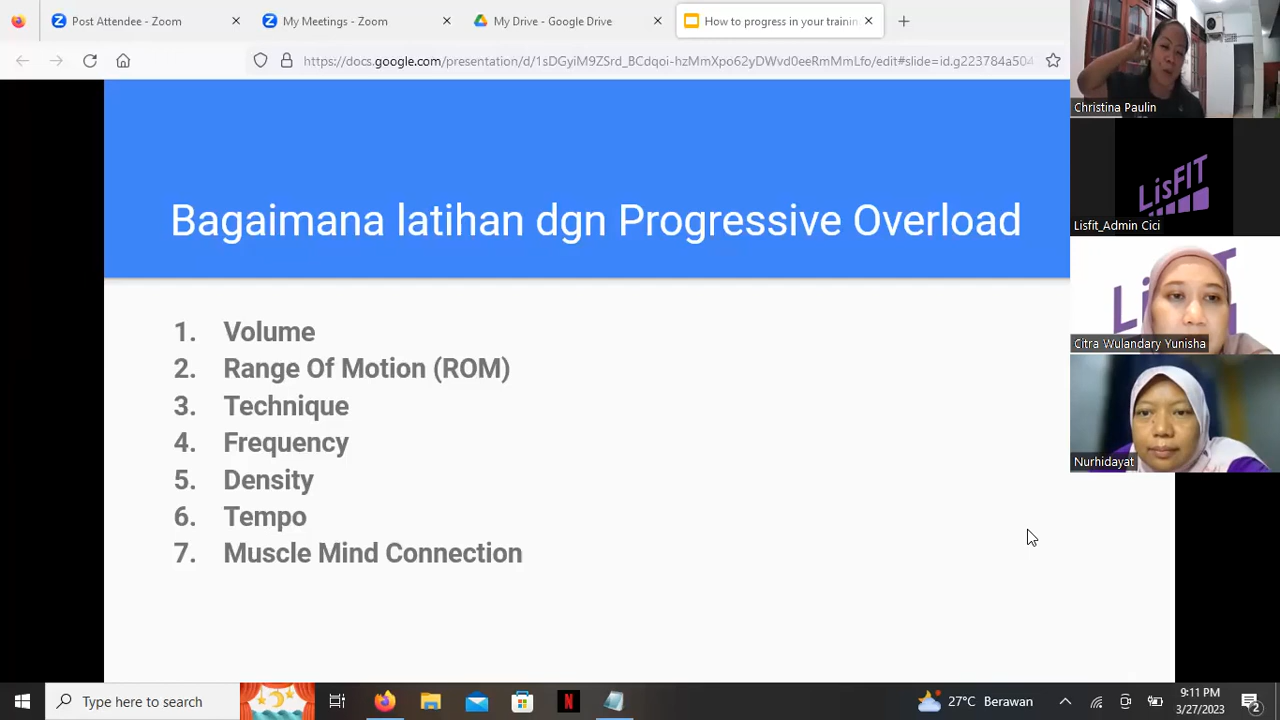 Post Attendee - Zoom
My Meetings - Zoom
My Drive - Google Drive
How to progress in your trainin
https://docs.google.com/presentation/d/1sDGyiM9ZSrd_BCdqoi-hzMmXpo62yDWvd0eeRmMmLfo/edit#slide=id.g223784a504
Bagaimana latihan dgn Progressive Overload
1. Volume
2. Range Of Motion (ROM)
3. Technique
4. Frequency
5. Density
6. Tempo
7. Muscle Mind Connection
Christina Paulin
LISFIT
Lisfit_Admin Cici
Citra Wulandary Yunisha
Nurhidayat
Type here to search
27°C Berawan
9:11 PM
3/27/2023
2